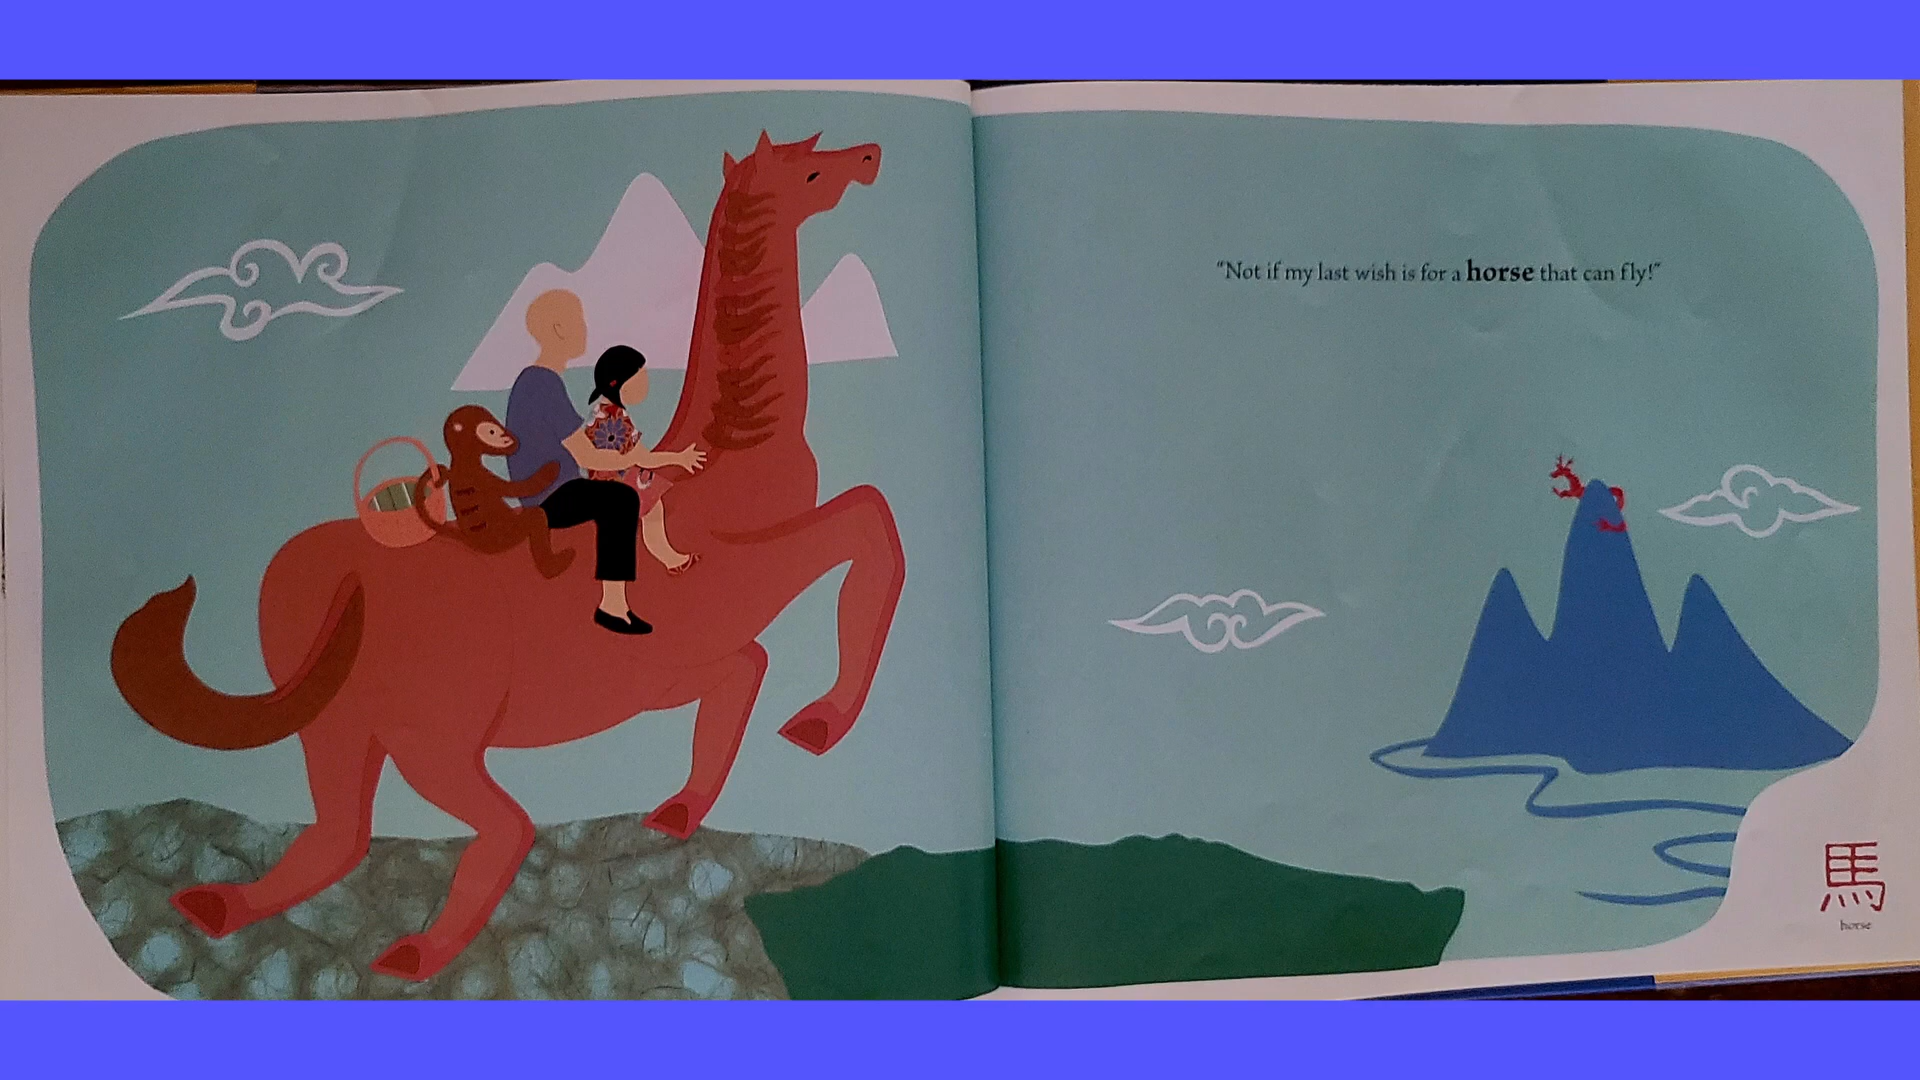 “Not if my last wish is for a horse that can fly!”
馬
horse